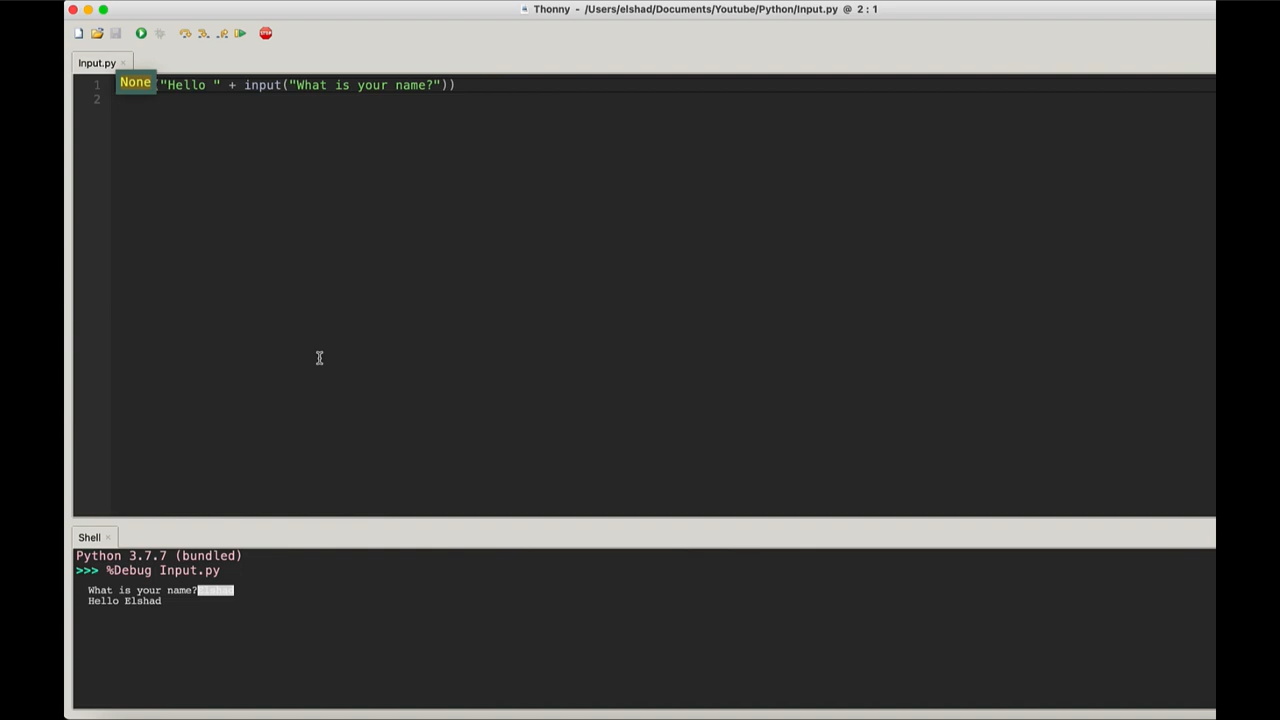 Thonny - /Users/elshad/Documents/Youtube/Python/Input.py @ 2 : 1
STOP
Input.py ×
1 None("Hello " + input("What is your name?"))
2
Shell ×
Python 3.7.7 (bundled)
>>> %Debug Input.py
What is your name?
Hello Elshad